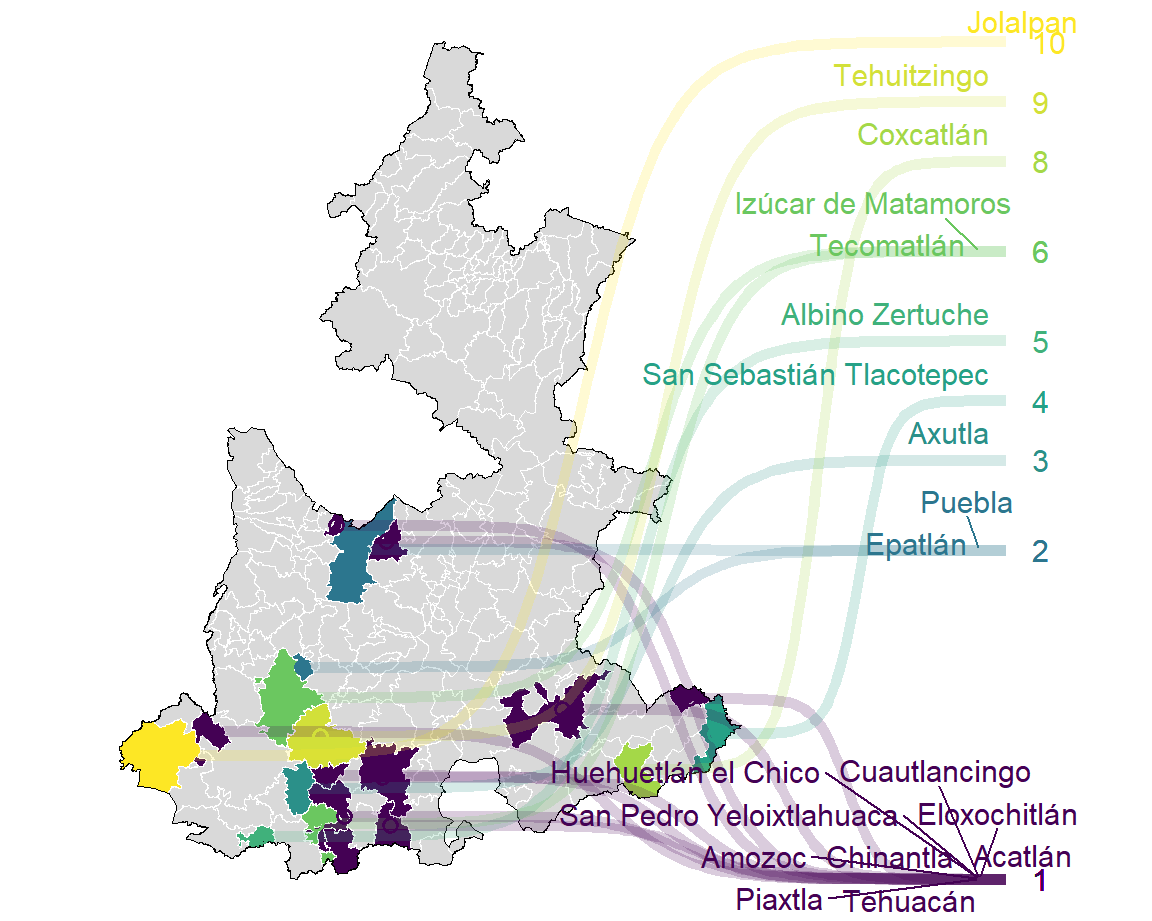 Jolalpan
10
Tehuitzingo
9
Coxcatlán
8
Izúcar de Matamoros
Tecomatlán
6
Albino Zertuche
5
San Sebastián Tlacotepec
4
Axutla
3
Puebla
Epatlán
2
Huehuetlán el Chico
Cuautlancingo
San Pedro Yeloixtlahuaca
Eloxochitlán
Amozoc
Chinantla
Acatlán
1
Piaxtla
Tehuacán